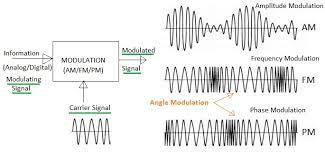 Amplitude Modulation
AM
Information
(Analog/Digital)
Modulating
Signal
MODULATION
(AM/FM/PM)
Modulated
Signal
Carrier Signal
Frequency Modulation
FM
Angle Modulation
Phase Modulation
PM